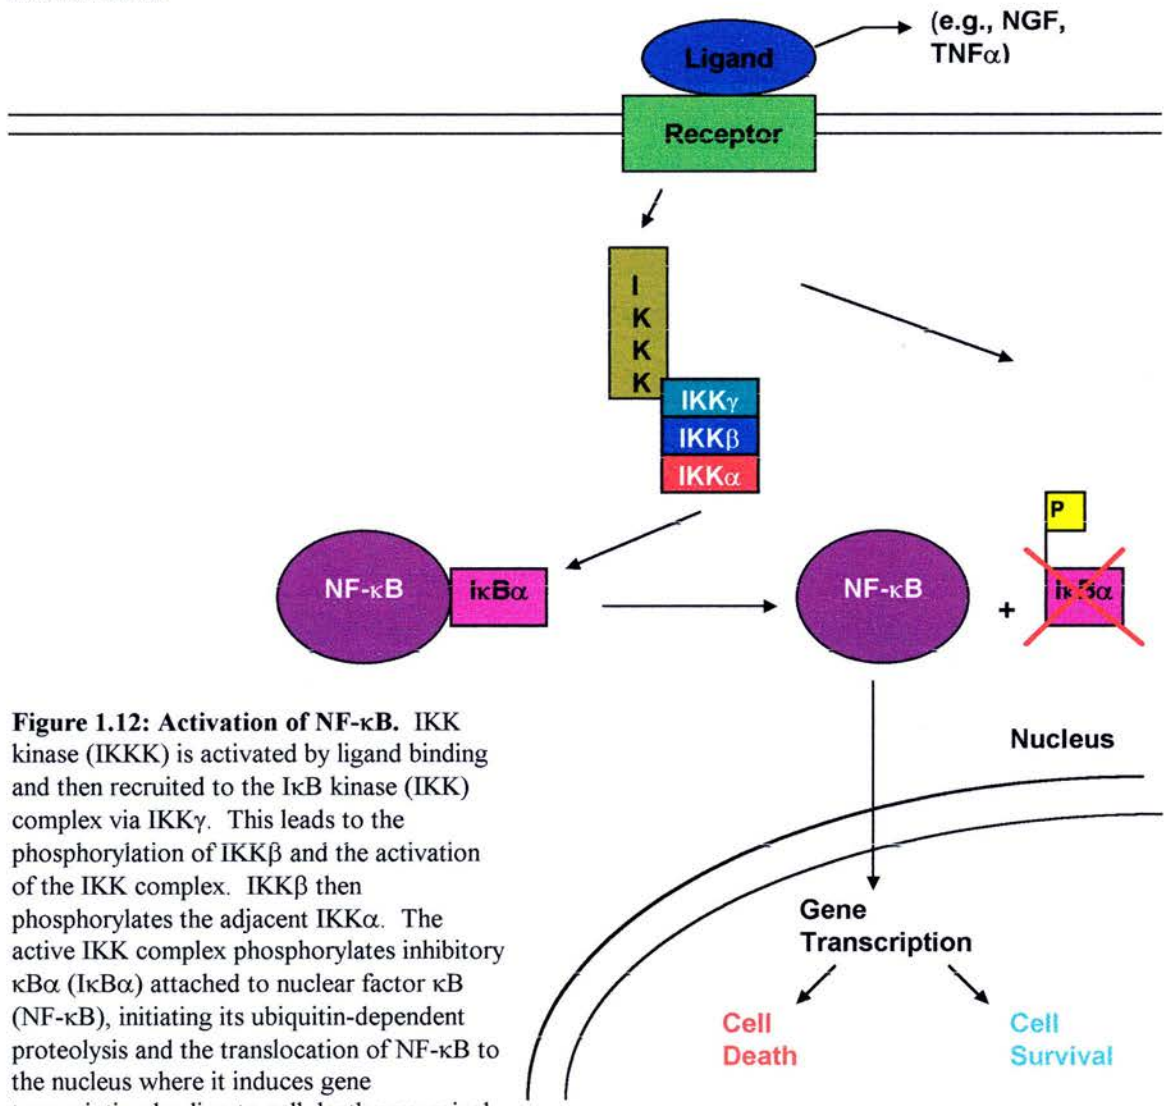 (e.g., NGF,
TNFα)
Ligand
Receptor
I
K
K
K
IKKγ
IKKβ
IKKα
P
NF-κB
IκBα
NF-κB
+
IκBα
Nucleus
Gene
Transcription
Cell
Death
Cell
Survival
Figure 1.12: Activation of NF-κB. IKK
kinase (IKKK) is activated by ligand binding
and then recruited to the IκB kinase (IKK)
complex via IKKγ. This leads to the
phosphorylation of IKKβ and the activation
of the IKK complex. IKKβ then
phosphorylates the adjacent IKKα. The
active IKK complex phosphorylates inhibitory
κBα (IκBα) attached to nuclear factor κB
(NF-κB), initiating its ubiquitin-dependent
proteolysis and the translocation of NF-κB to
the nucleus where it induces gene